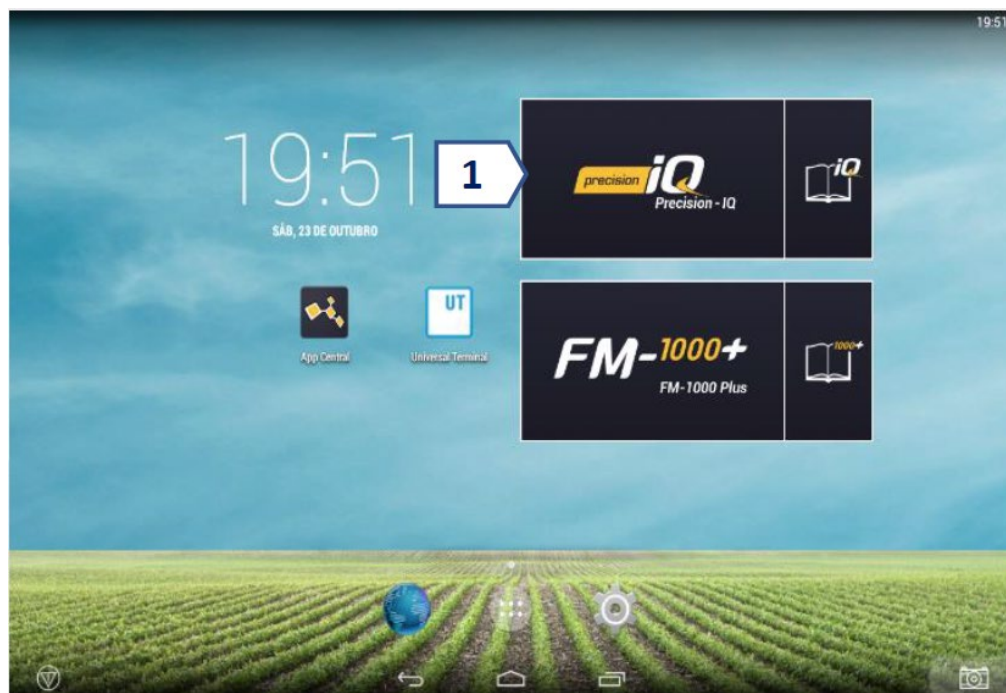 19:51
19:51
SÁB, 23 DE OUTUBRO
1
precision iQ
Precision - IQ
iQ
App Central
UT
Universal Terminal
FM-1000+
FM-1000 Plus
1000+